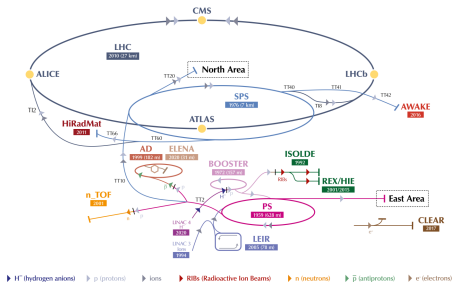 CMS
LHC
2010 (27 km)
North Area
TT20
ALICE
LHCb
SPS
1976 (7 km)
TT40
TT41
TI8
TT42
TI2
AWAKE
2016
HiRadMat
2011
ATLAS
TT66
TT60
AD
1999 (182 m)
ELENA
2020 (31 m)
ISOLDE
1992
BOOSTER
1972 (157 m)
RIBs
REX/HIE
2001/2015
TT10
n_TOF
2001
TT2
East Area
PS
1959 (628 m)
LINAC 4
2020
LINAC 3
Ions
1994
LEIR
2005 (78 m)
CLEAR
2017
H⁻ (hydrogen anions)
p (protons)
ions
RIBs (Radioactive Ion Beams)
n (neutrons)
p̅ (antiprotons)
e (electrons)